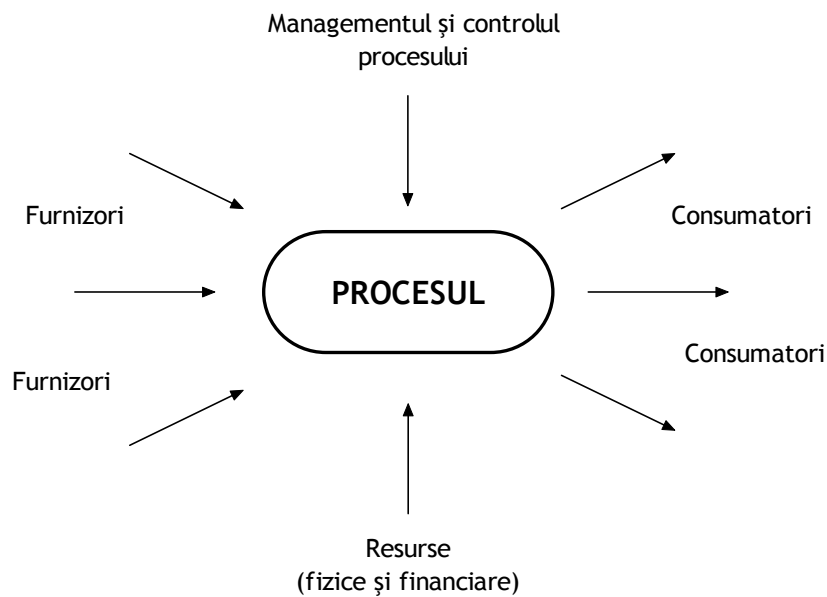 Managementul şi controlul
procesului
Furnizori
Consumatori
PROCESUL
Consumatori
Furnizori
Resurse
(fizice şi financiare)